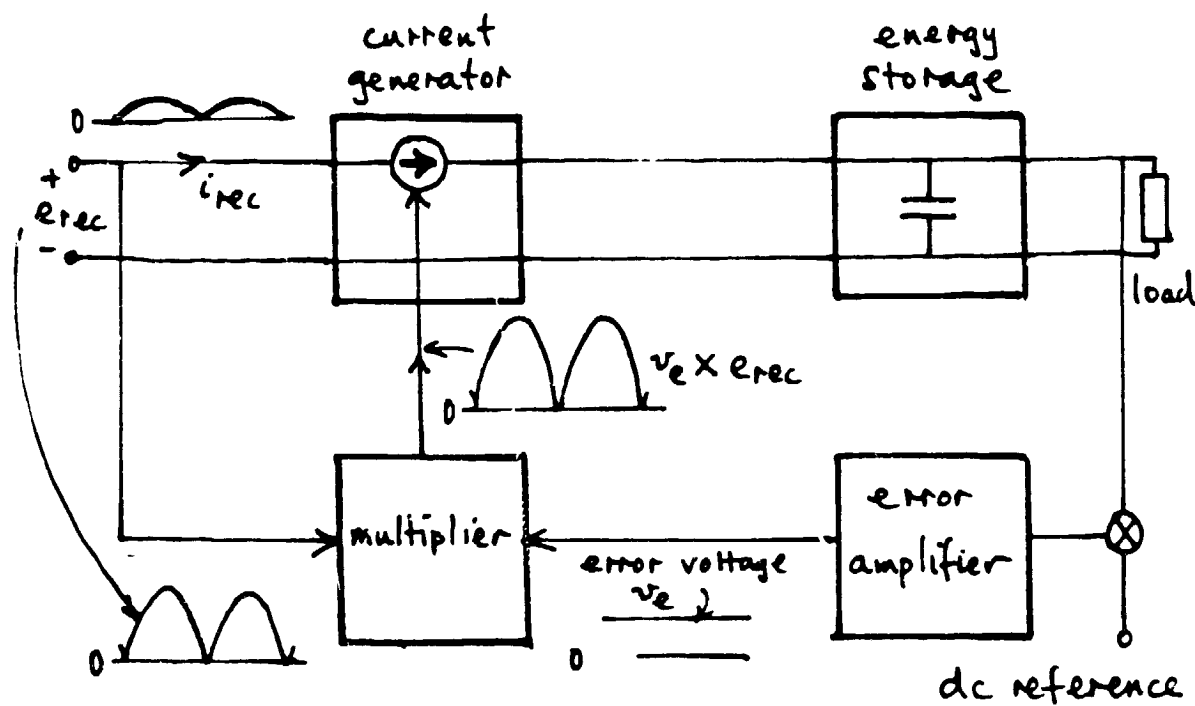 current
generator
energy
storage
0
+
e_rec
-
i_rec
load
0
v_e × e_rec
multiplier
error
amplifier
error voltage
v_e
0
0
dc reference